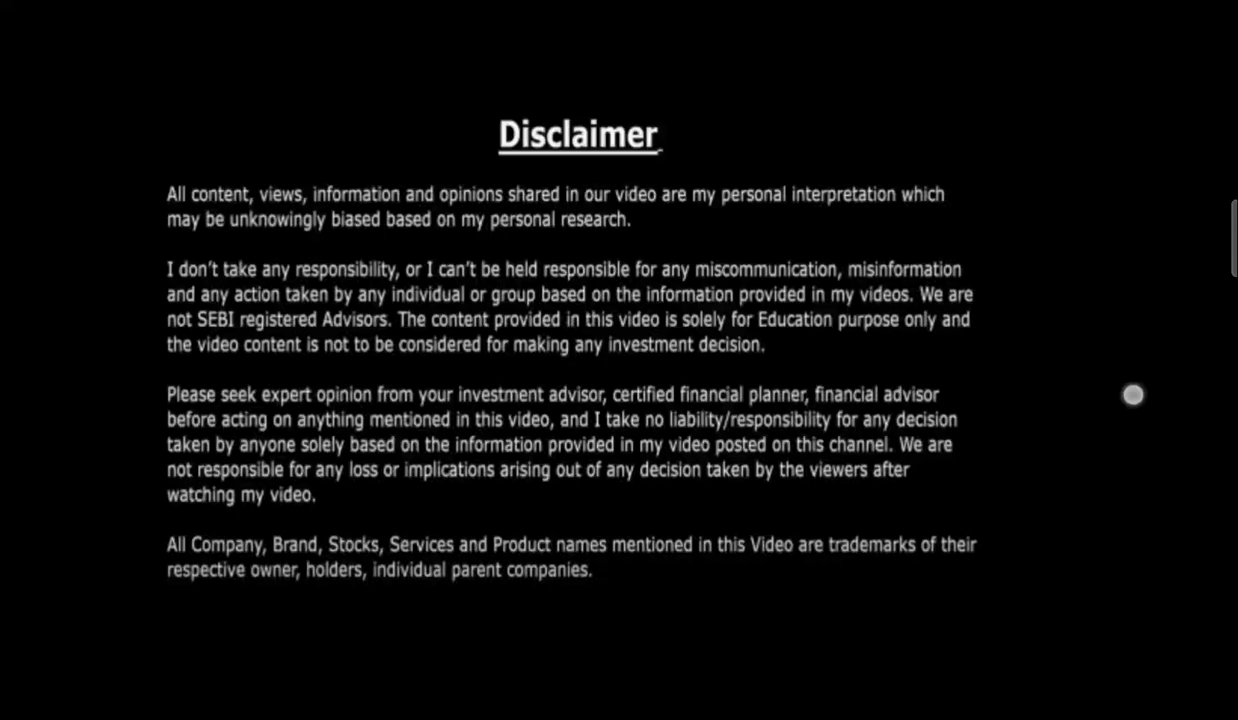 Disclaimer
All content, views, information and opinions shared in our video are my personal interpretation which
may be unknowingly biased based on my personal research.
I don't take any responsibility, or I can't be held responsible for any miscommunication, misinformation
and any action taken by any individual or group based on the information provided in my videos. We are
not SEBI registered Advisors. The content provided in this video is solely for Education purpose only and
the video content is not to be considered for making any investment decision.
Please seek expert opinion from your investment advisor, certified financial planner, financial advisor
before acting on anything mentioned in this video, and I take no liability/responsibility for any decision
taken by anyone solely based on the information provided in my video posted on this channel. We are
not responsible for any loss or implications arising out of any decision taken by the viewers after
watching my video.
All Company, Brand, Stocks, Services and Product names mentioned in this Video are trademarks of their
respective owner, holders, individual parent companies.